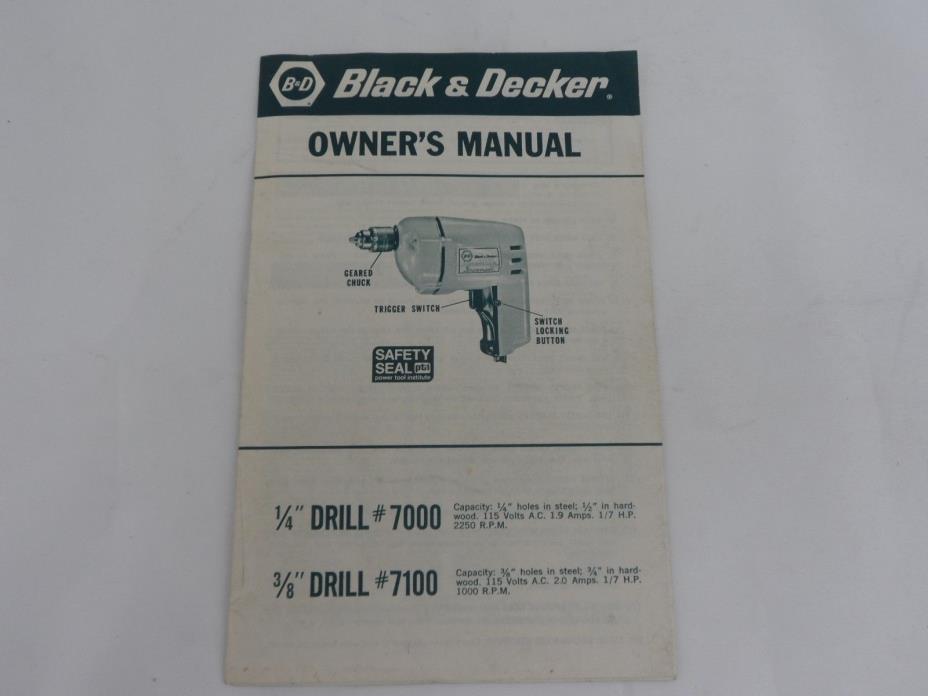 B&D Black & Decker®
OWNER'S MANUAL
Black & Decker
GEARED
CHUCK
TRIGGER SWITCH
SWITCH
LOCKING
BUTTON
SAFETY
SEAL pti
power tool institute
1/4" DRILL #7000
Capacity: 1/4" holes in steel; 1/2" in hard-
wood. 115 Volts A.C. 1.9 Amps. 1/7 H.P.
2250 R.P.M.
3/8" DRILL #7100
Capacity: 3/8" holes in steel; 3/4" in hard-
wood. 115 Volts A.C. 2.0 Amps. 1/7 H.P.
1000 R.P.M.